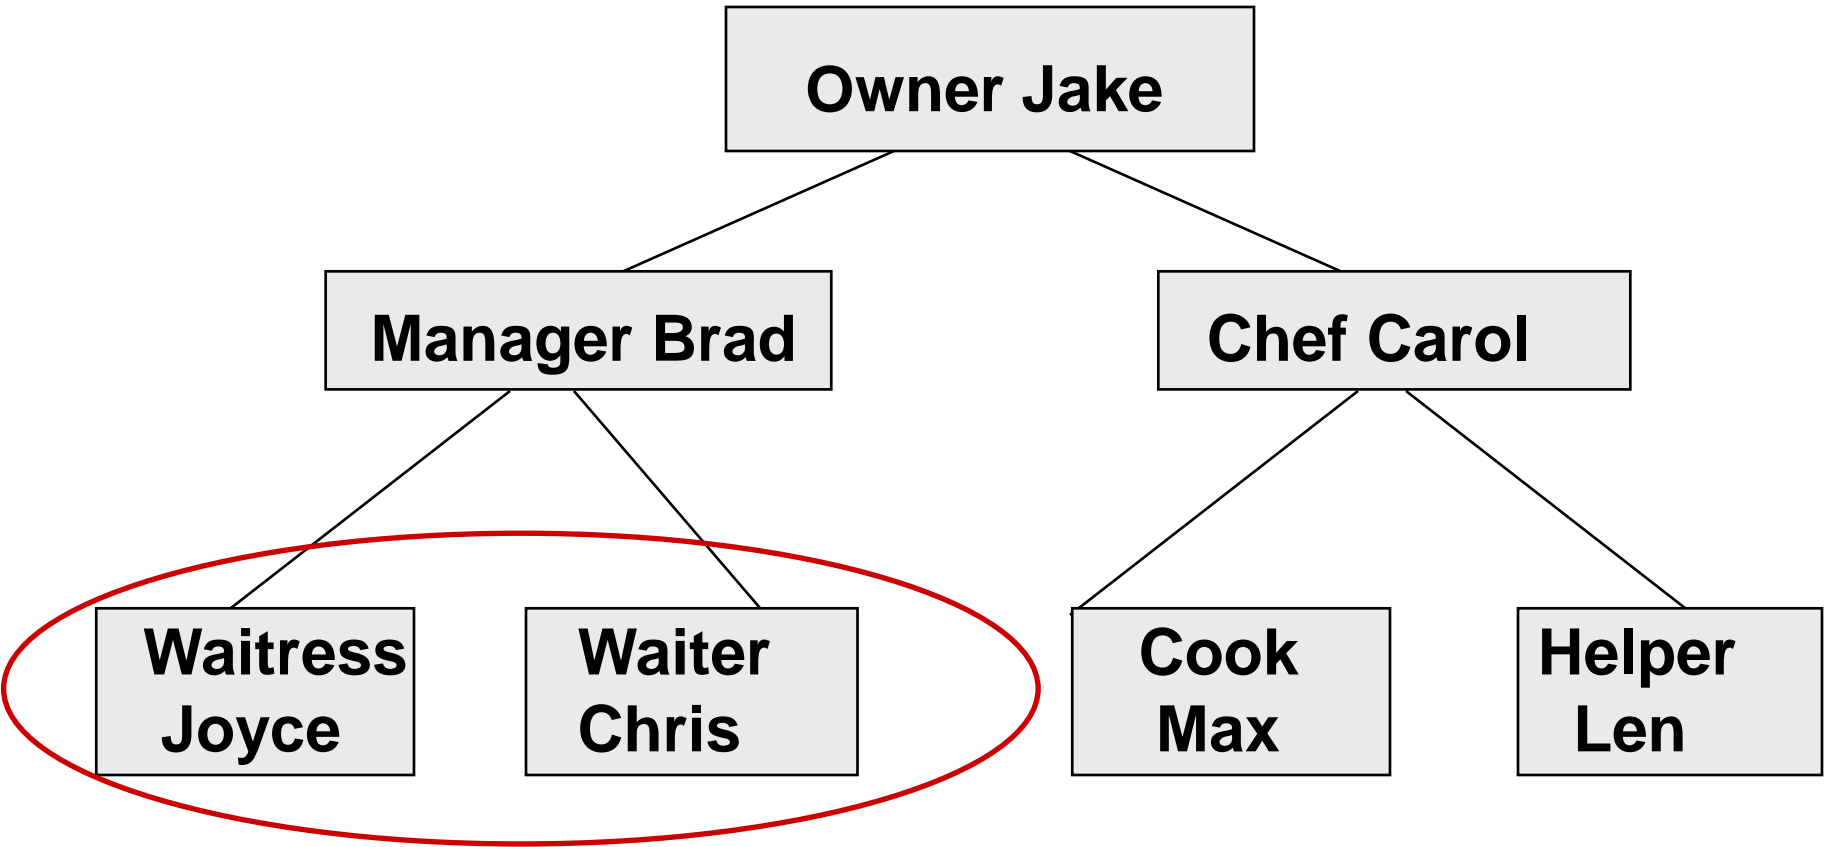 Owner Jake
Manager Brad
Chef Carol
Waitress
Joyce
Waiter
Chris
Cook
Max
Helper
Len